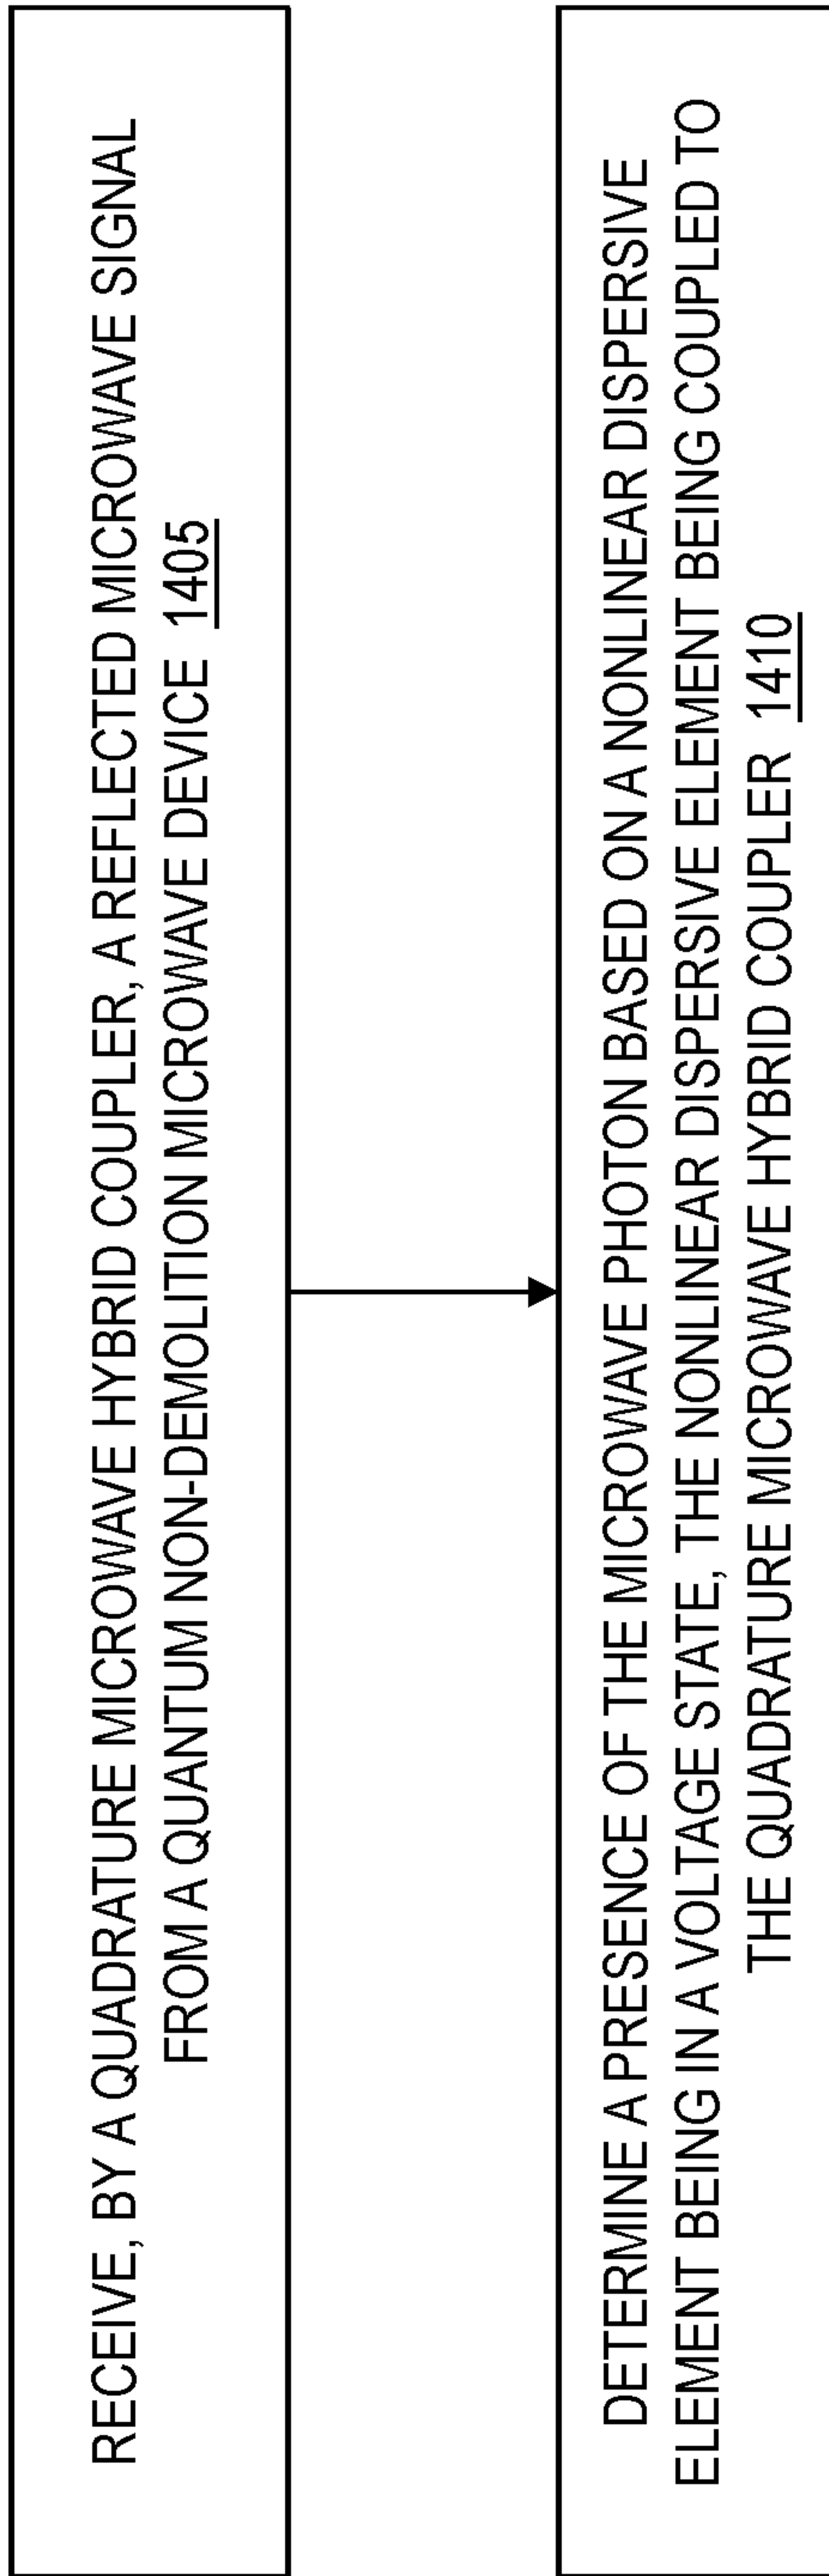 RECEIVE, BY A QUADRATURE MICROWAVE HYBRID COUPLER, A REFLECTED MICROWAVE SIGNAL
FROM A QUANTUM NON-DEMOLITION MICROWAVE DEVICE 1405
DETERMINE A PRESENCE OF THE MICROWAVE PHOTON BASED ON A NONLINEAR DISPERSIVE
ELEMENT BEING IN A VOLTAGE STATE, THE NONLINEAR DISPERSIVE ELEMENT BEING COUPLED TO
THE QUADRATURE MICROWAVE HYBRID COUPLER 1410